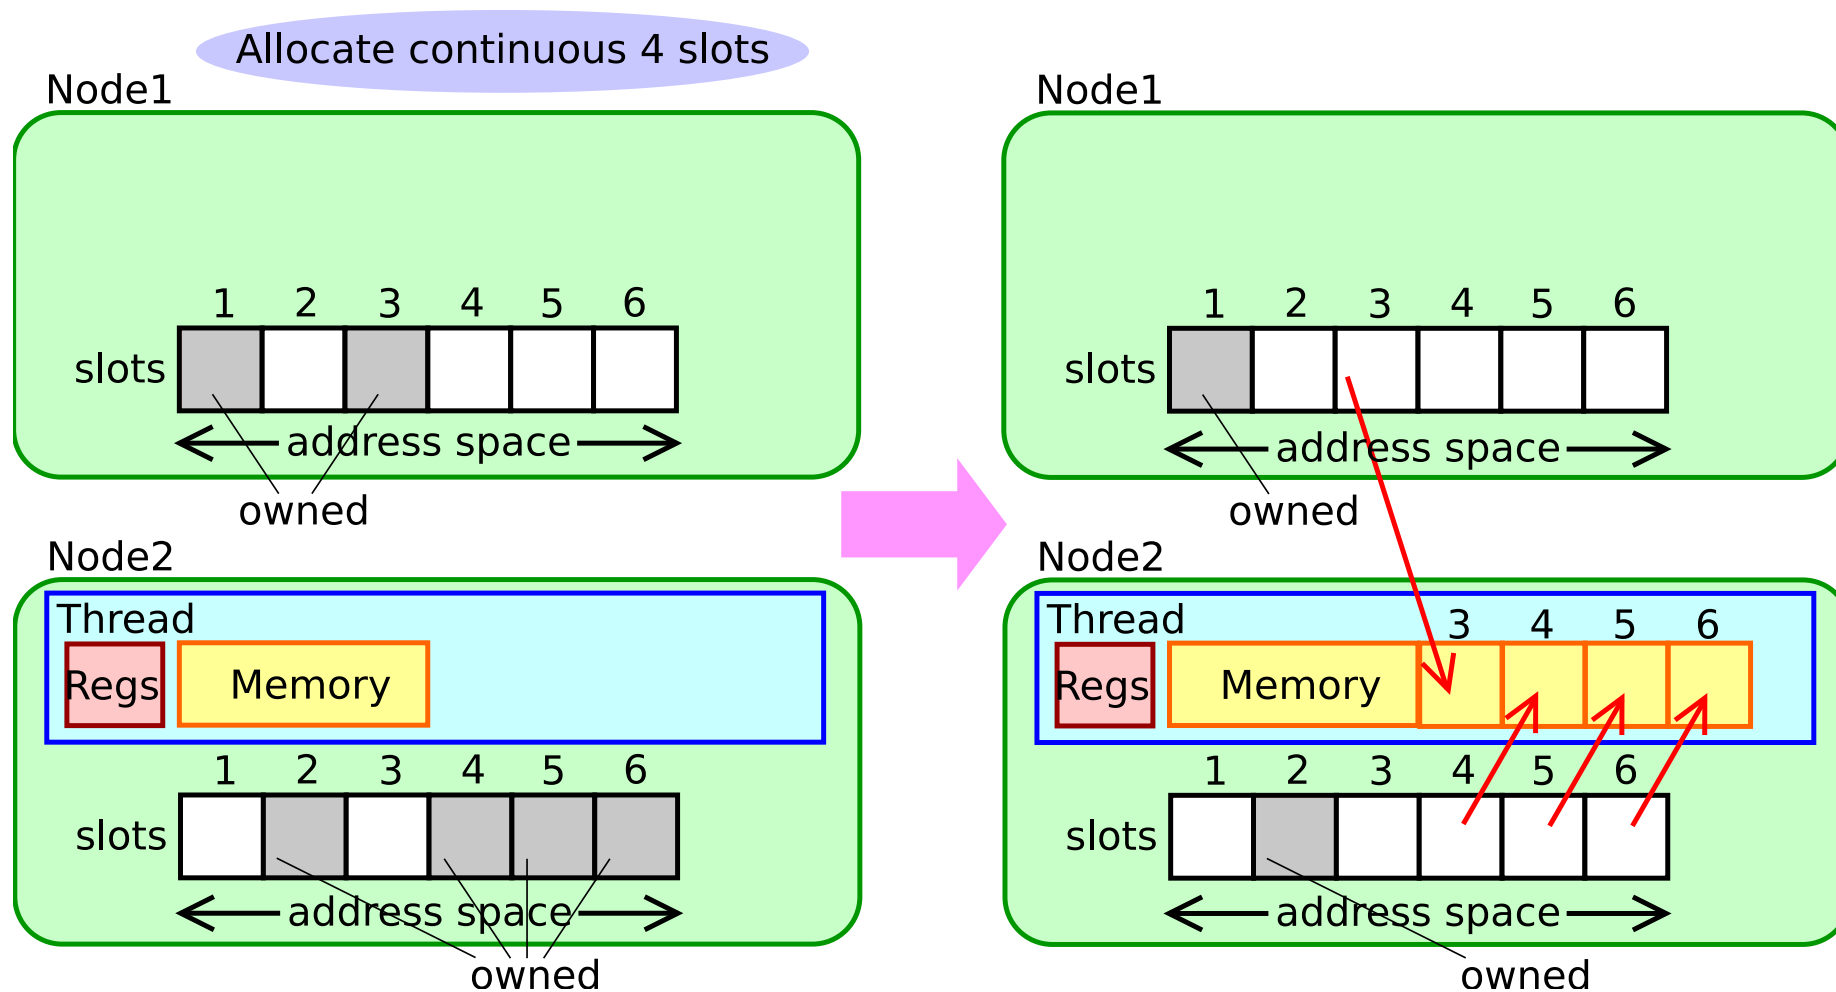 Allocate continuous 4 slots
Node1
1 2 3 4 5 6
slots
address space
owned
Node2
Thread
Regs Memory
1 2 3 4 5 6
slots
address space
owned
Node1
1 2 3 4 5 6
slots
address space
owned
Node2
Thread 3 4 5 6
Regs Memory
1 2 3 4 5 6
slots
address space
owned